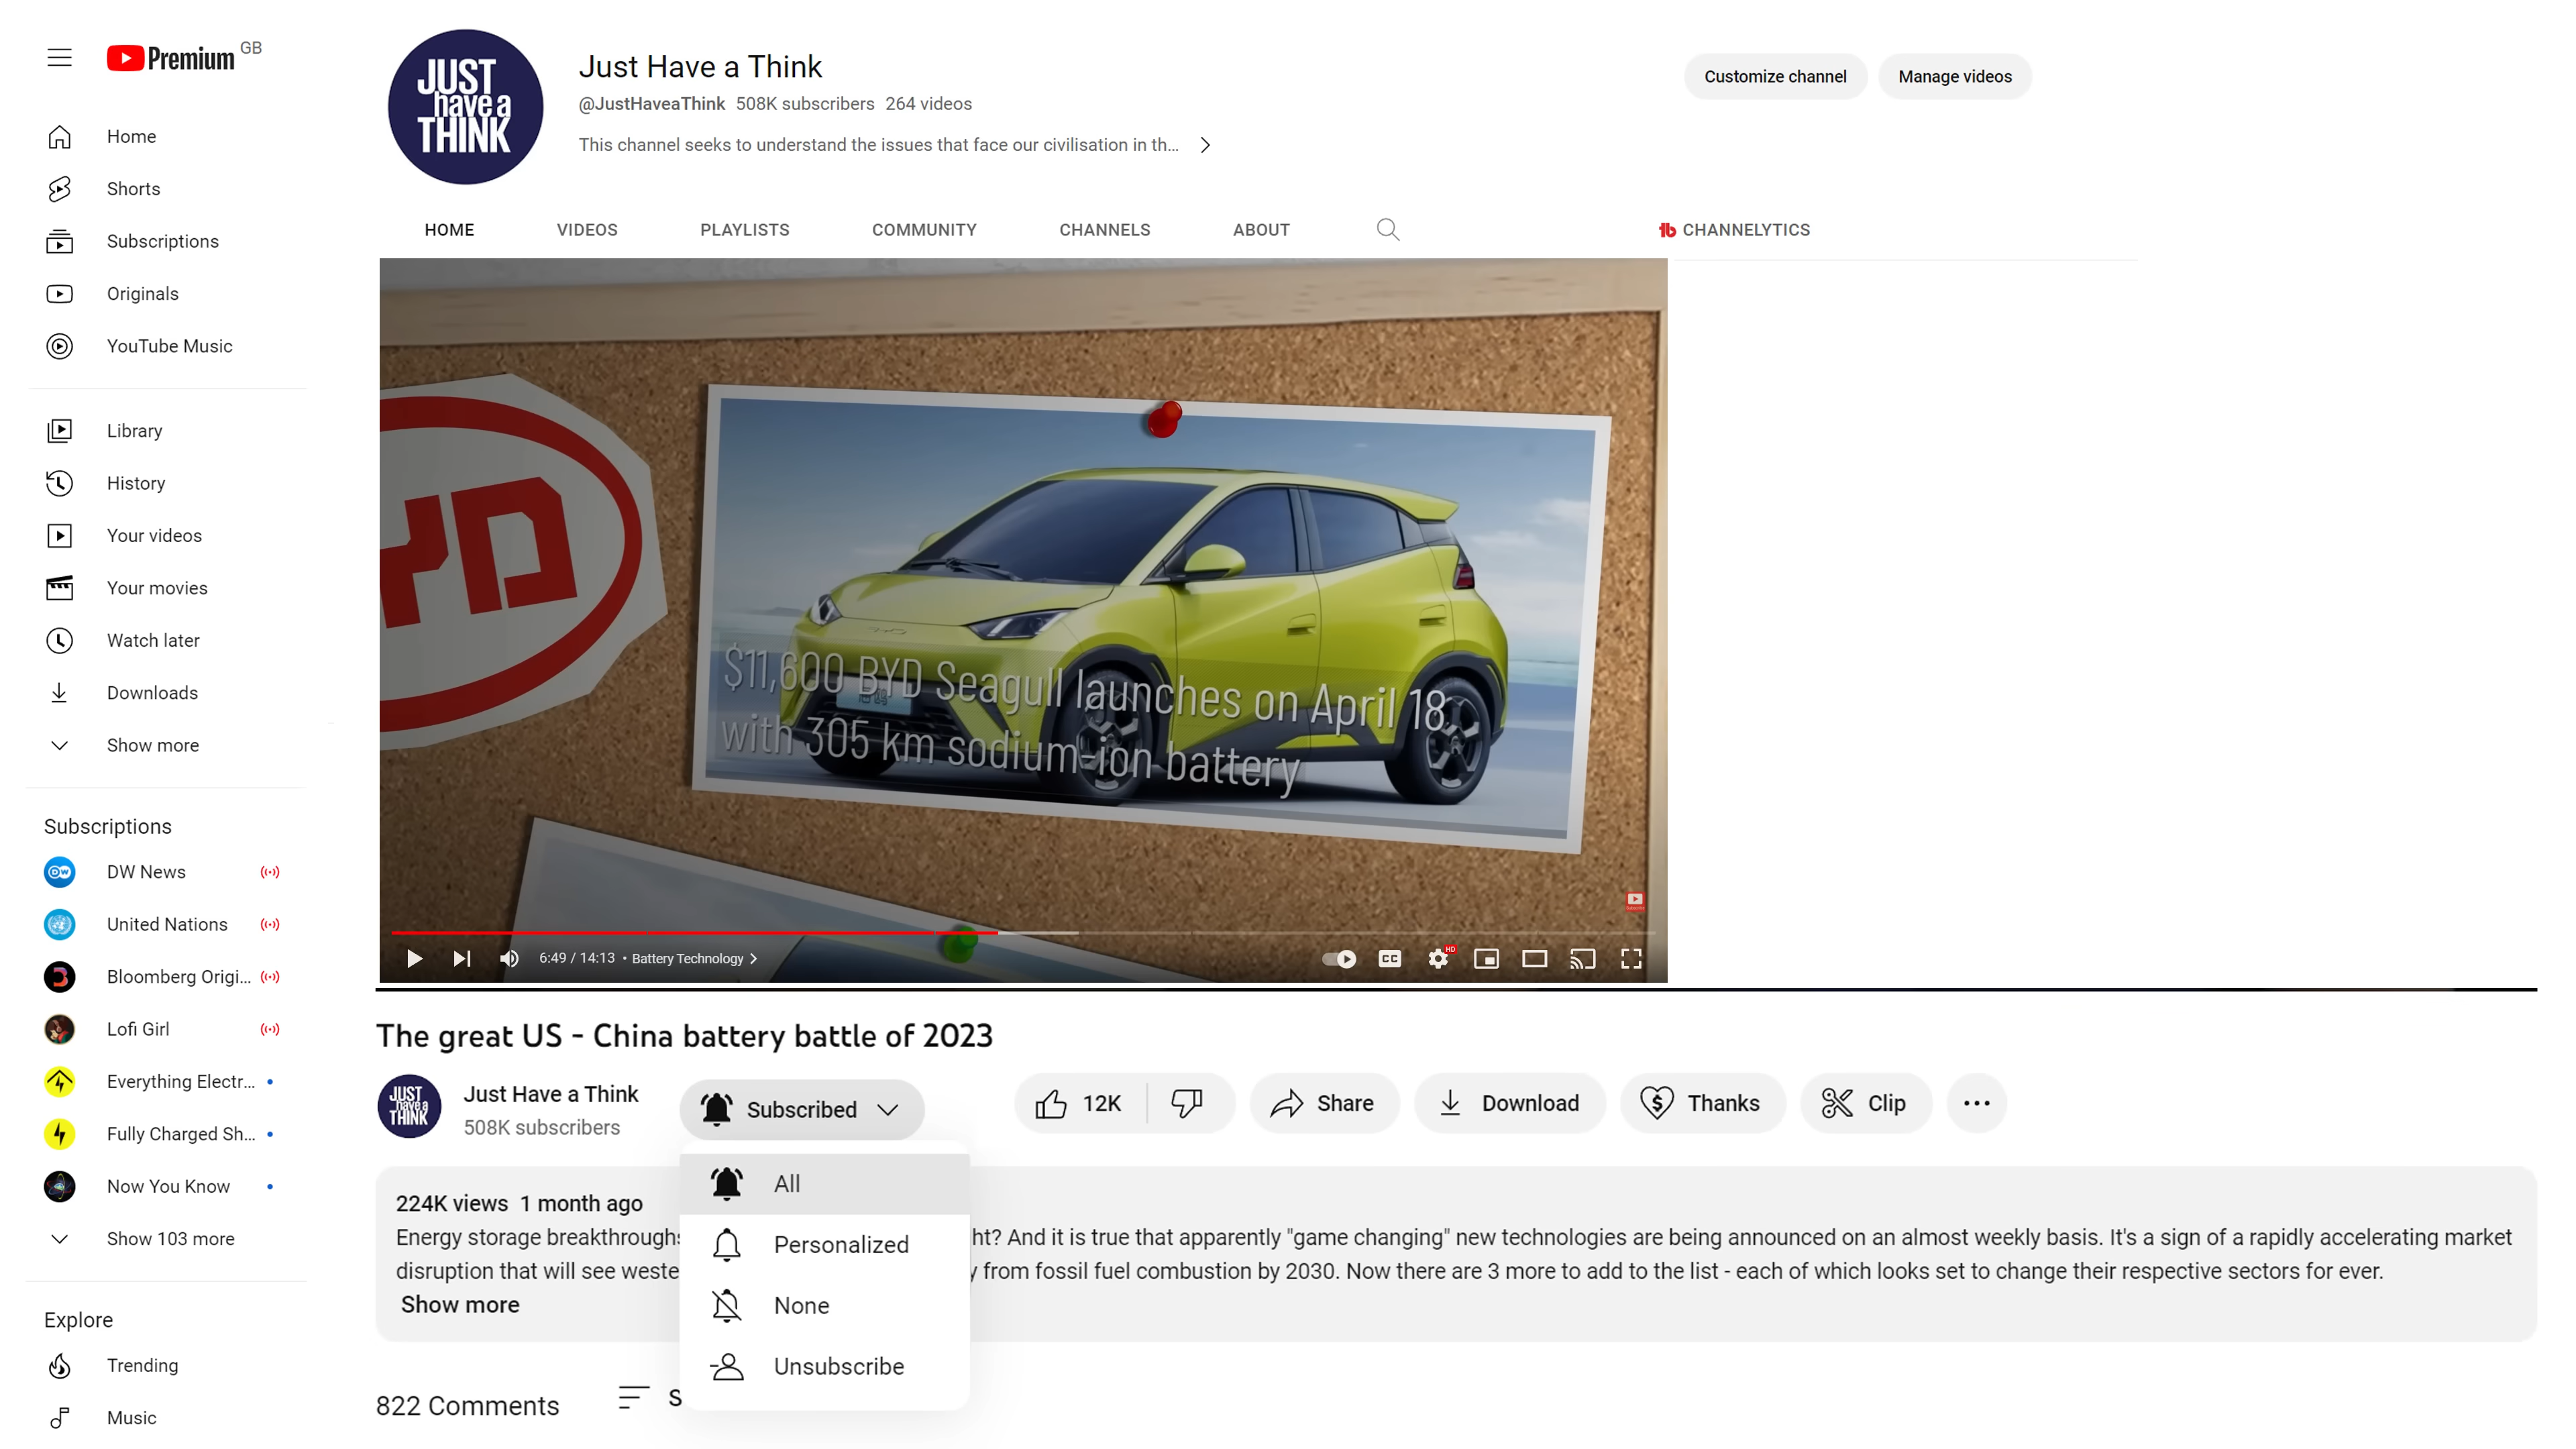 Premium GB
Home
Shorts
Subscriptions
Originals
YouTube Music
Library
History
Your videos
Your movies
Watch later
Downloads
Show more
Subscriptions
DW News
United Nations
Bloomberg Origi...
Lofi Girl
Everything Electr...
Fully Charged Sh...
Now You Know
Show 103 more
Explore
Trending
Music
JUST
have a
THINK
Just Have a Think
@JustHaveaThink 508K subscribers 264 videos
This channel seeks to understand the issues that face our civilisation in th...
Customize channel
Manage videos
HOME VIDEOS PLAYLISTS COMMUNITY CHANNELS ABOUT
CHANNELYTICS
YD
$11,600 BYD Seagull launches on April 18
with 305 km sodium-ion battery
6:49 / 14:13 • Battery Technology
CC
HD
The great US - China battery battle of 2023
JUST
have a
THINK
Just Have a Think
508K subscribers
Subscribed
12K
Share
Download
Thanks
Clip
All
Personalized
None
Unsubscribe
224K views 1 month ago
Energy storage breakthroughs ht? And it is true that apparently "game changing" new technologies are being announced on an almost weekly basis. It's a sign of a rapidly accelerating market
disruption that will see weste y from fossil fuel combustion by 2030. Now there are 3 more to add to the list - each of which looks set to change their respective sectors for ever.
Show more
822 Comments
S